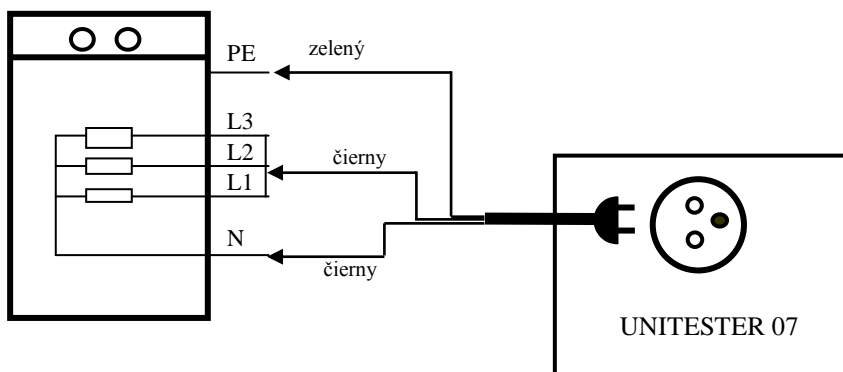 PE
zelený
L3
L2
čierny
L1
N
čierny
UNITESTER 07